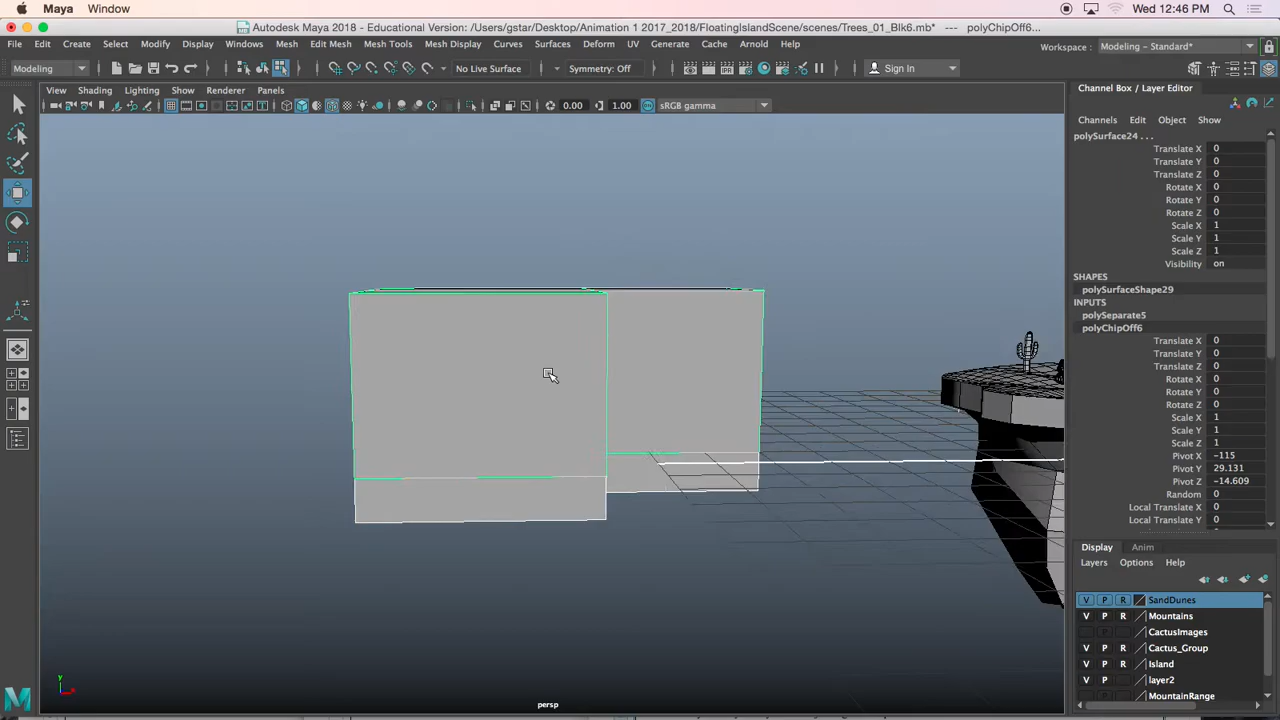 Maya Window Wed 12:46 PM
Autodesk Maya 2018 - Educational Version: /Users/gstar/Desktop/Animation 1 2017_2018/FloatingIslandScene/scenes/Trees_01_Blk6.mb* --- polyChipOff6...
File Edit Create Select Modify Display Windows Mesh Edit Mesh Mesh Tools Mesh Display Curves Surfaces Deform UV Generate Cache Arnold Help Workspace : Modeling - Standard*
Modeling No Live Surface Symmetry: Off Sign In
View Shading Lighting Show Renderer Panels
0.00 1.00 ON sRGB gamma
Channel Box / Layer Editor
Channels Edit Object Show
polySurface24 . . .
Translate X 0
Translate Y 0
Translate Z 0
Rotate X 0
Rotate Y 0
Rotate Z 0
Scale X 1
Scale Y 1
Scale Z 1
Visibility on
SHAPES
polySurfaceShape29
INPUTS
polySeparate5
polyChipOff6
Translate X 0
Translate Y 0
Translate Z 0
Rotate X 0
Rotate Y 0
Rotate Z 0
Scale X 1
Scale Y 1
Scale Z 1
Pivot X -115
Pivot Y 29.131
Pivot Z -14.609
Random 0
Local Translate X 0
Local Translate Y 0
Display Anim
Layers Options Help
V P R SandDunes
V P R Mountains
CactusImages
V P R Cactus_Group
V P R Island
V P layer2
MountainRange
y
x
persp